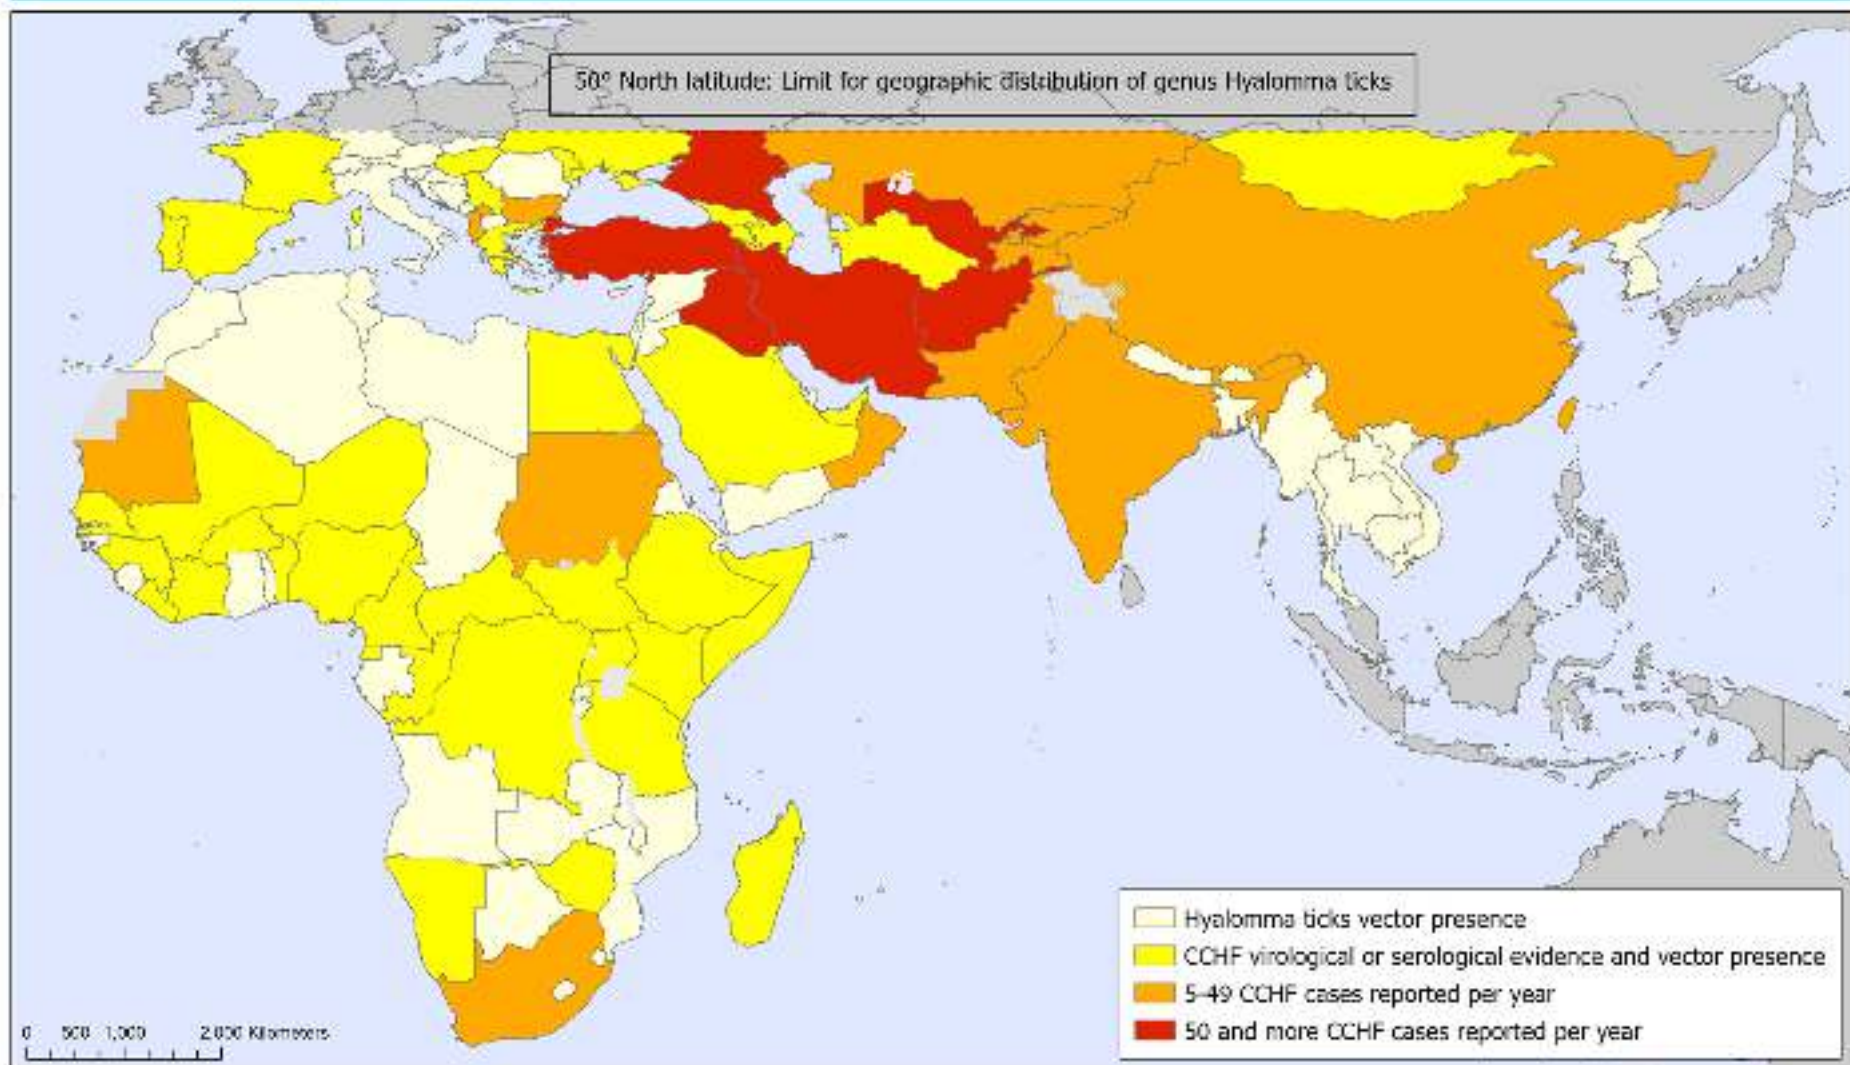 50º North latitude: Limit for geographic distribution of genus Hyalomma ticks
Hyalomma ticks vector presence
CCHF virological or serological evidence and vector presence
5-49 CCHF cases reported per year
50 and more CCHF cases reported per year
0 500 1,000 2,000 Kilometers